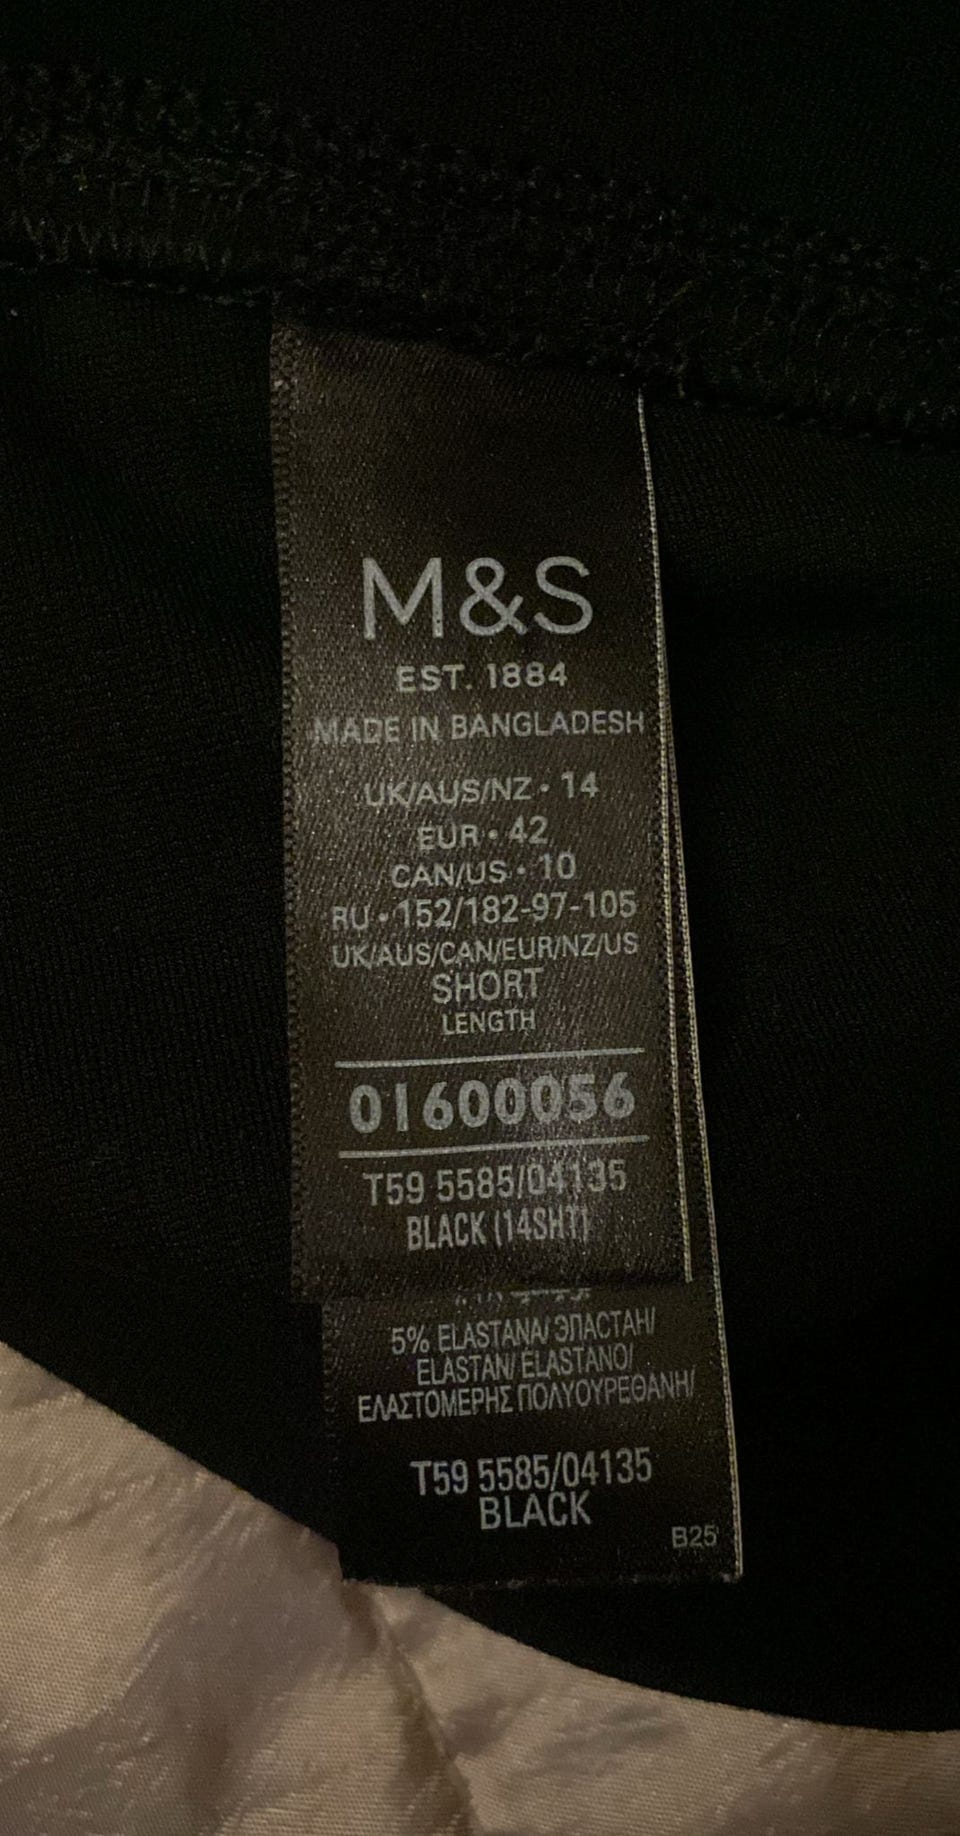 M&S
EST. 1884
MADE IN BANGLADESH
UK/AUS/NZ • 14
EUR • 42
CAN/US • 10
RU • 152/182-97-105
UK/AUS/CAN/EUR/NZ/US
SHORT
LENGTH
01600056
T59 5585/04135
BLACK (14SHT)
5% ELASTANA/ ЭПАСТАН/
ELASTAN/ ELASTANO/
ΕΛΑΣΤΟΜΕΡΗΣ ΠΟΛΥΟΥΡΕΘΑΝΗ/
T59 5585/04135
BLACK
B25